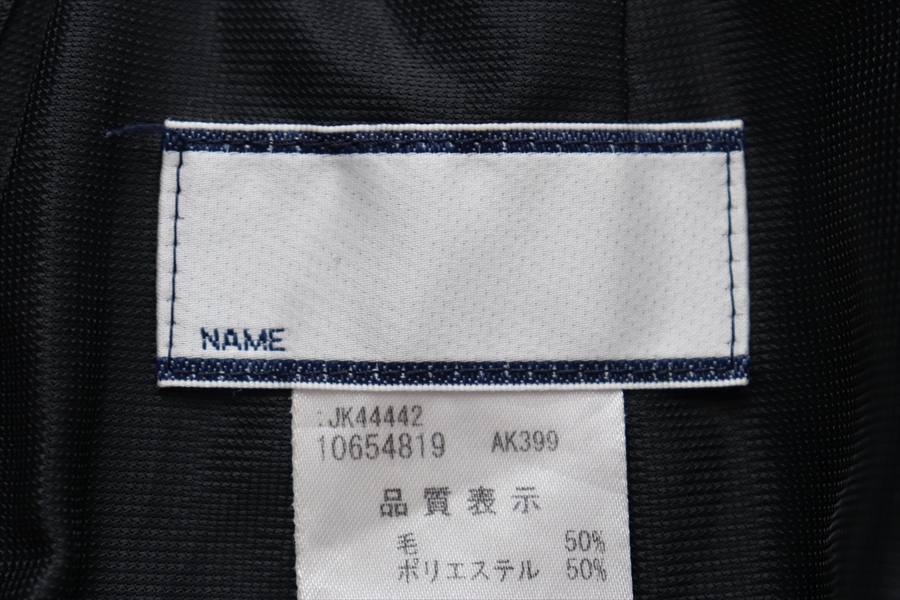 NAME
:JK44442
10654819 AK399
品質表示
毛 50%
ポリエステル 50%